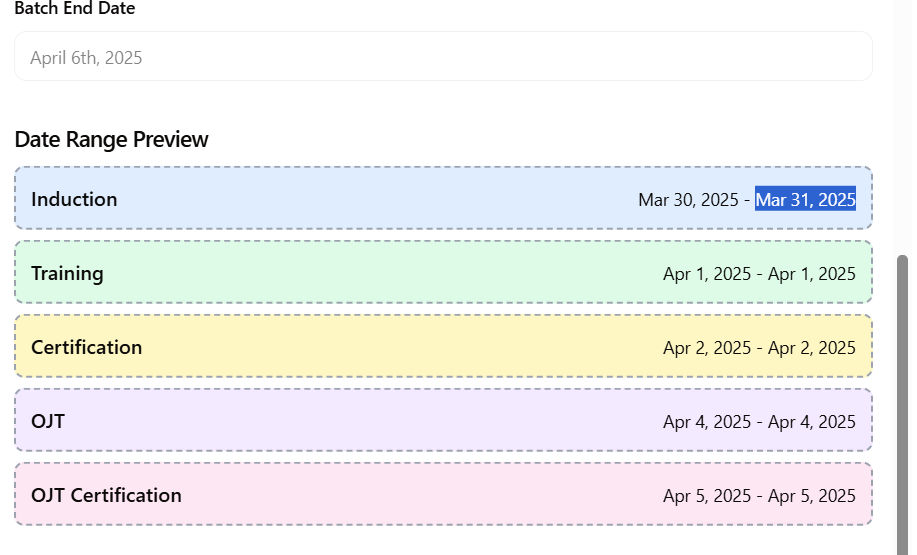 Batch End Date
April 6th, 2025
Date Range Preview
Induction Mar 30, 2025 - Mar 31, 2025
Training Apr 1, 2025 - Apr 1, 2025
Certification Apr 2, 2025 - Apr 2, 2025
OJT Apr 4, 2025 - Apr 4, 2025
OJT Certification Apr 5, 2025 - Apr 5, 2025